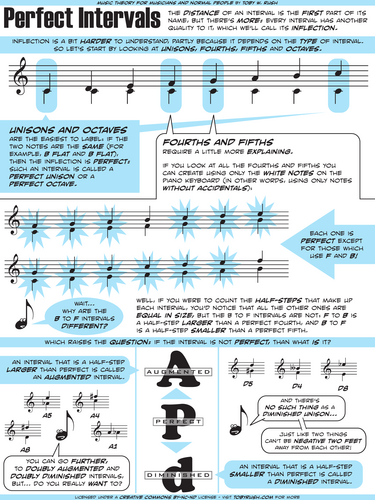 MUSIC THEORY FOR MUSICIANS AND NORMAL PEOPLE BY TOBY W. RUSH
Perfect Intervals
THE DISTANCE OF AN INTERVAL IS THE FIRST PART OF ITS
NAME, BUT THERE'S MORE: EVERY INTERVAL HAS ANOTHER
QUALITY TO IT, WHICH WE'LL CALL ITS INFLECTION.
INFLECTION IS A BIT HARDER TO UNDERSTAND, PARTLY BECAUSE IT DEPENDS ON THE TYPE OF INTERVAL.
SO LET'S START BY LOOKING AT UNISONS, FOURTHS, FIFTHS AND OCTAVES.
UNISONS AND OCTAVES
ARE THE EASIEST TO LABEL: IF THE
TWO NOTES ARE THE SAME (FOR
EXAMPLE, B FLAT AND B FLAT),
THEN THE INFLECTION IS PERFECT:
SUCH AN INTERVAL IS CALLED A
PERFECT UNISON OR A
PERFECT OCTAVE.
FOURTHS AND FIFTHS
REQUIRE A LITTLE MORE EXPLAINING.
IF YOU LOOK AT ALL THE FOURTHS AND FIFTHS YOU
CAN CREATE USING ONLY THE WHITE NOTES ON THE
PIANO KEYBOARD (IN OTHER WORDS, USING ONLY NOTES
WITHOUT ACCIDENTALS):
EACH ONE IS
PERFECT EXCEPT
FOR THOSE WHICH
USE F AND B!
WAIT...
WHY ARE THE
B TO F INTERVALS
DIFFERENT?
WELL, IF YOU WERE TO COUNT THE HALF-STEPS THAT MAKE UP
EACH INTERVAL, YOU'D NOTICE THAT ALL THE OTHER ONES ARE
EQUAL IN SIZE, BUT THE B TO F INTERVALS ARE NOT: F TO B IS
A HALF-STEP LARGER THAN A PERFECT FOURTH, AND B TO F
IS A HALF-STEP SMALLER THAN A PERFECT FIFTH.
WHICH RAISES THE QUESTION: IF THE INTERVAL IS NOT PERFECT, THAN WHAT IS IT?
AN INTERVAL THAT IS A HALF-STEP
LARGER THAN PERFECT IS CALLED
AN AUGMENTED INTERVAL.
A5
A4
A8
A1
YOU CAN GO FURTHER,
TO DOUBLY AUGMENTED AND
DOUBLY DIMINISHED INTERVALS,
BUT... DO YOU REALLY WANT TO?
A
AUGMENTED
P
PERFECT
d
DIMINISHED
D5
D4
D8
AND THERE'S
NO SUCH THING AS A
DIMINISHED UNISON...
JUST LIKE TWO THINGS
CAN'T BE NEGATIVE TWO FEET
AWAY FROM EACH OTHER!
AN INTERVAL THAT IS A HALF-STEP
SMALLER THAN PERFECT IS CALLED
A DIMINISHED INTERVAL.
LICENSED UNDER A CREATIVE COMMONS BY-NC-ND LICENSE - VISIT TOBYRUSH.COM FOR MORE